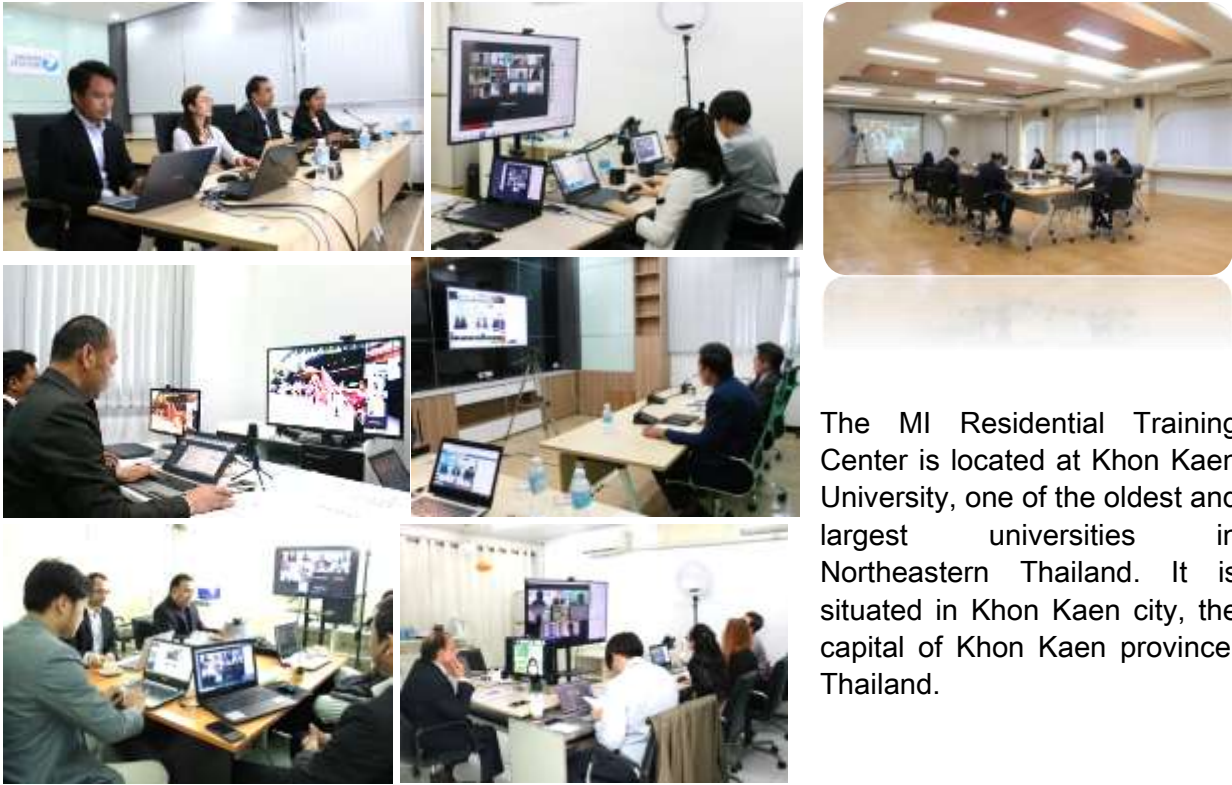 The MI Residential Training
Center is located at Khon Kaen
University, one of the oldest and
largest universities in
Northeastern Thailand. It is
situated in Khon Kaen city, the
capital of Khon Kaen province
Thailand.